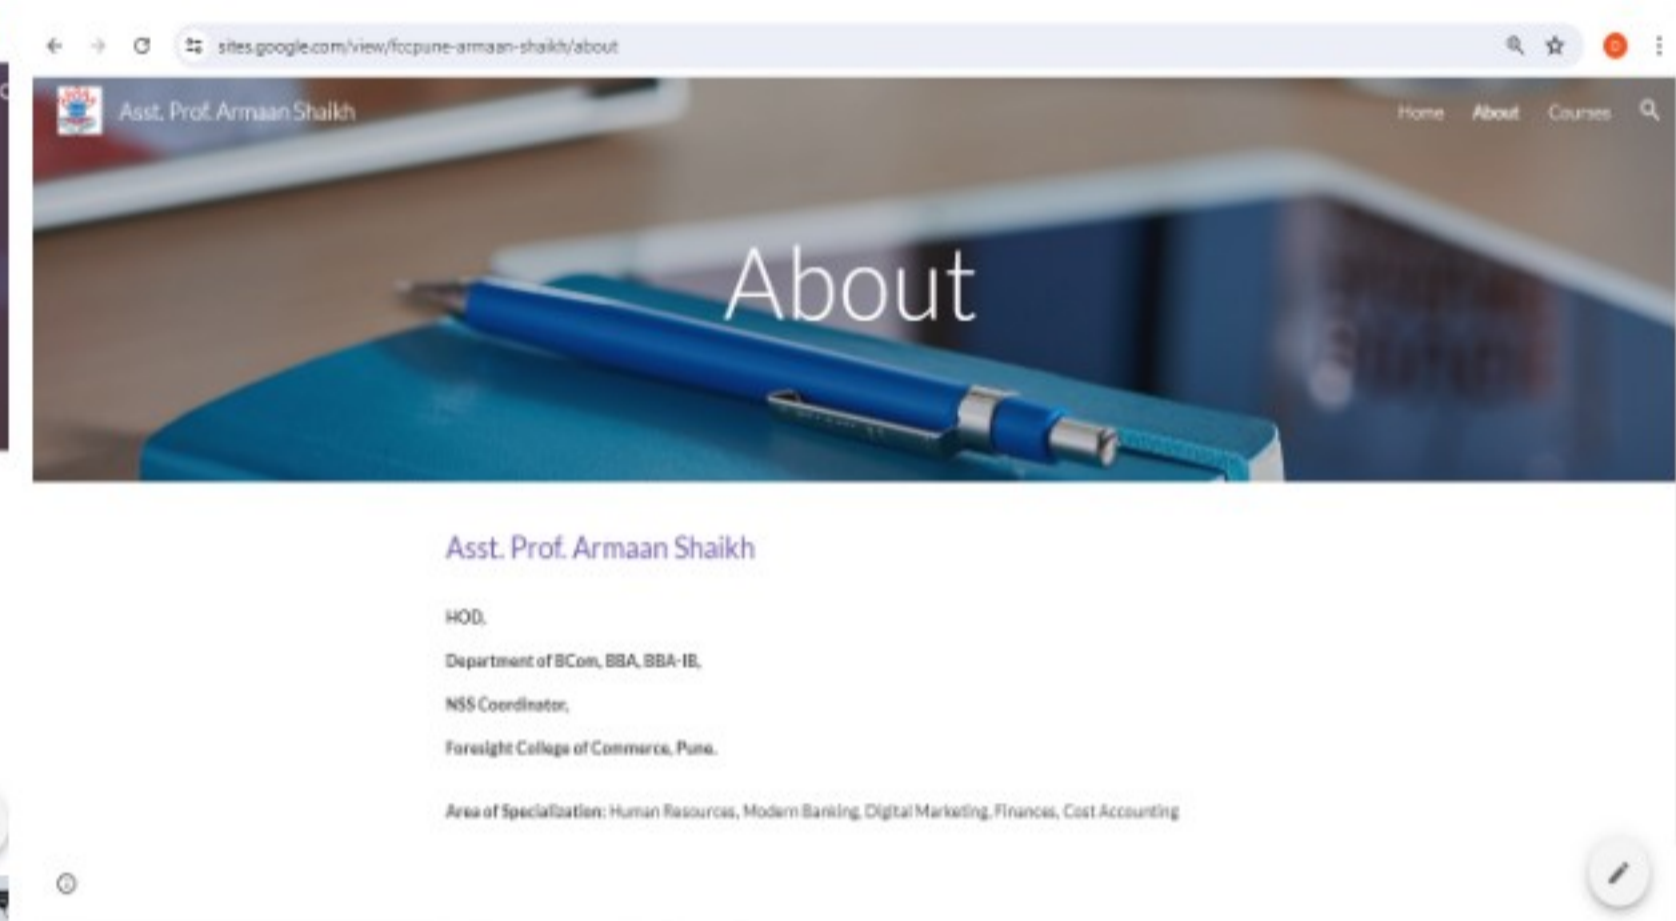 sites.google.com/view/fccpune-armaan-shaikh/about
Asst. Prof. Armaan Shaikh
Home About Courses
About
Asst. Prof. Armaan Shaikh
HOD,
Department of BCom, BBA, BBA-IB,
NSS Coordinator,
Foresight College of Commerce, Pune.
Area of Specialization: Human Resources, Modern Banking, Digital Marketing, Finances, Cost Accounting